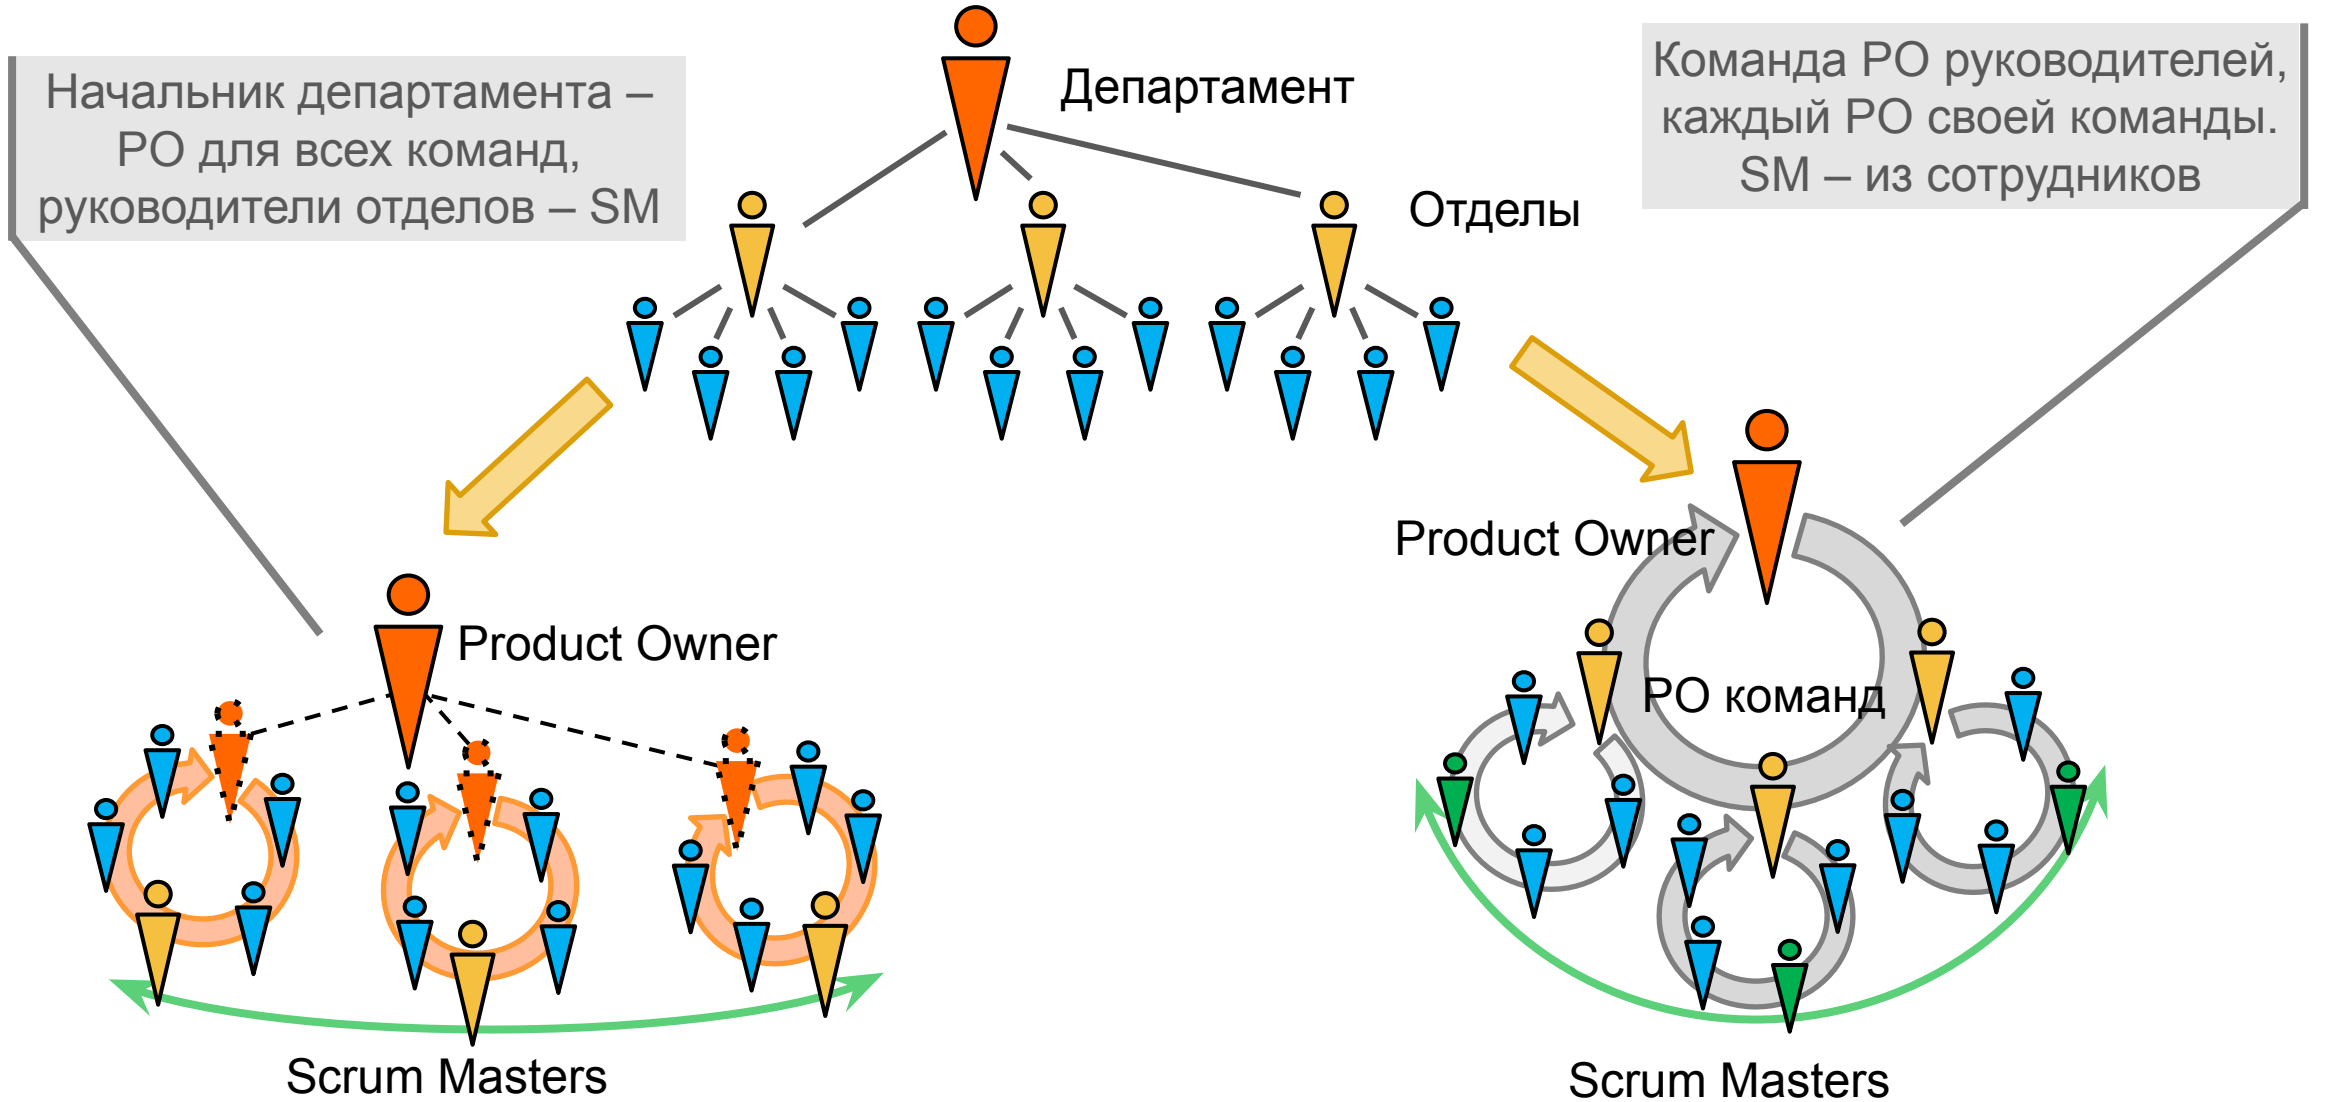 Начальник департамента –
PO для всех команд,
руководители отделов – SM
Департамент
Команда PO руководителей,
каждый PO своей команды.
SM – из сотрудников
Отделы
Product Owner
PO команд
Product Owner
Scrum Masters
Scrum Masters